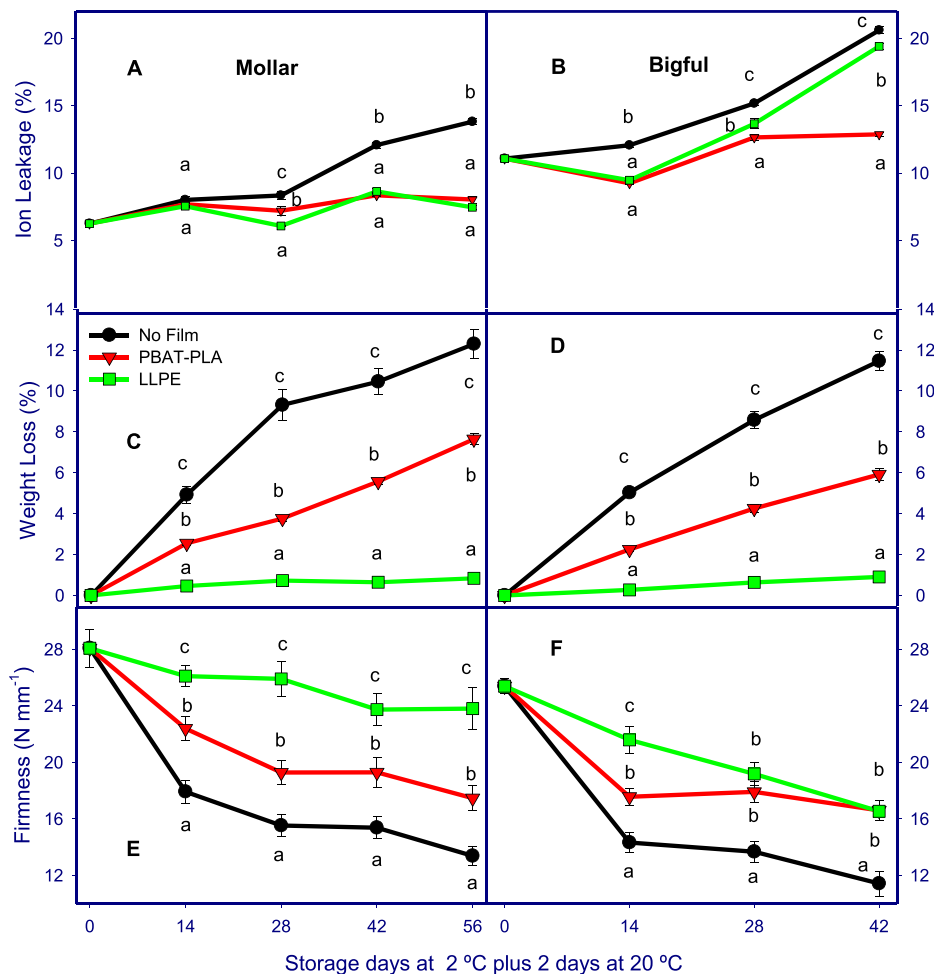 20
A
Mollar
B
Bigful
c
20
Ion Leakage (%)
15
10
5
a
c
b
b
b
b
a
a
a
a
a
a
a
b
c
b
b
a
a
a
a
15
10
5
14
14
No Film
PBAT-PLA
LLPE
C
D
Weight Loss (%)
12
10
8
6
4
2
0
c
c
c
c
b
b
b
b
a
a
a
a
c
c
c
b
b
b
a
a
a
12
10
8
6
4
2
0
Firmness (N mm⁻¹)
28
24
20
16
12
E
F
c
c
c
c
b
b
b
b
a
a
a
a
c
b
b
b
b
b
a
a
a
28
24
20
16
12
0
14
28
42
56
0
14
28
42
Storage days at 2 ºC plus 2 days at 20 ºC